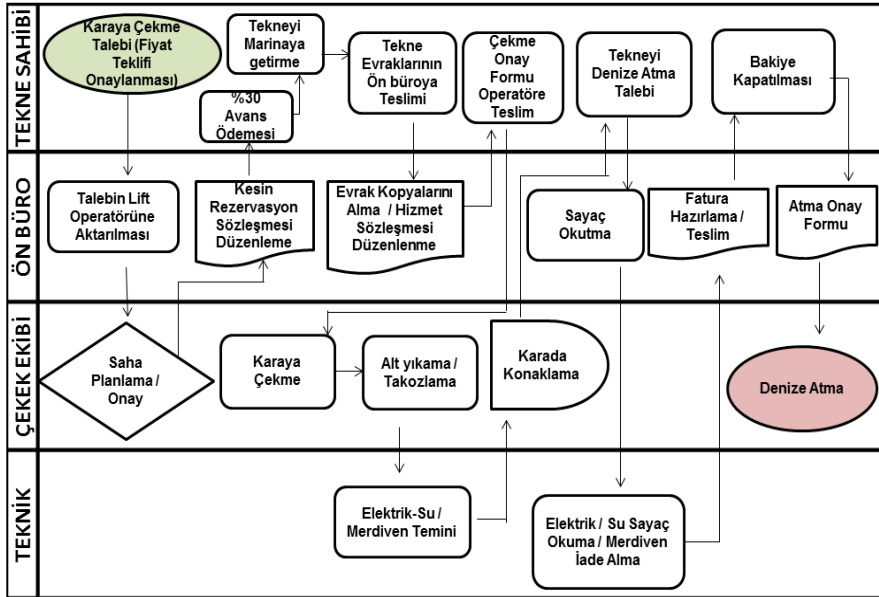 TEKNE SAHİBİ
Karaya Çekme
Talebi (Fiyat
Teklifi
Onaylanması)
Tekneyi
Marinaya
getirme
%30
Avans
Ödemesi
Tekne
Evraklarının
Ön büroya
Teslimi
Çekme
Onay
Formu
Operatöre
Teslim
Tekneyi
Denize Atma
Talebi
Bakiye
Kapatılması
ÖN BÜRO
Talebin Lift
Operatörüne
Aktarılması
Kesin
Rezervasyon
Sözleşmesi
Düzenleme
Evrak Kopyalarını
Alma / Hizmet
Sözleşmesi
Düzenlenme
Sayaç
Okutma
Fatura
Hazırlama /
Teslim
Atma Onay
Formu
ÇEKEK EKİBİ
Saha
Planlama /
Onay
Karaya
Çekme
Alt yıkama /
Takozlama
Karada
Konaklama
Denize Atma
TEKNİK
Elektrik-Su /
Merdiven Temini
Elektrik / Su Sayaç
Okuma / Merdiven
İade Alma